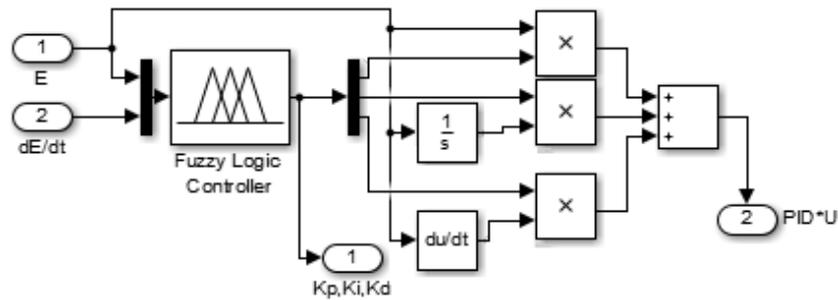 1
E
2
dE/dt
Fuzzy Logic
Controller
1
s
du/dt
×
×
×
+
+
+
1
Kp,Ki,Kd
2
PID*U